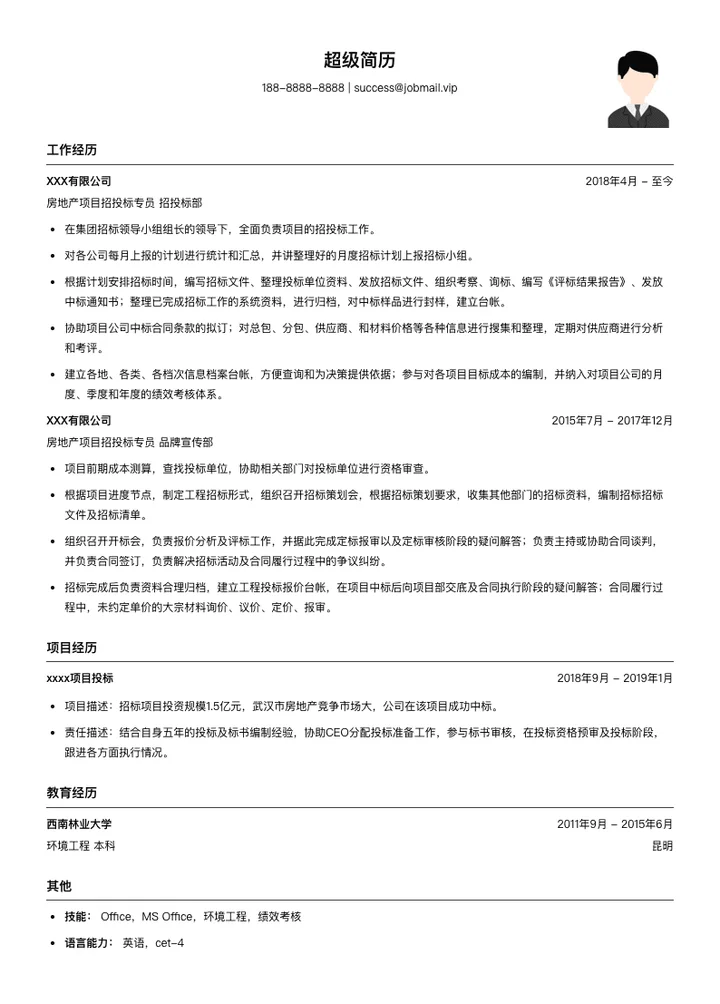 超级简历
188-8888-8888 | success@jobmail.vip
工作经历
XXX有限公司 2018年4月 – 至今
房地产项目招投标专员 招投标部
• 在集团招标领导小组组长的领导下，全面负责项目的招投标工作。
• 对各公司每月上报的计划进行统计和汇总，并讲整理好的月度招标计划上报招标小组。
• 根据计划安排招标时间，编写招标文件、整理投标单位资料、发放招标文件、组织考察、询标、编写《评标结果报告》、发放
中标通知书；整理已完成招标工作的系统资料，进行归档，对中标样品进行封样，建立台帐。
• 协助项目公司中标合同条款的拟订；对总包、分包、供应商、和材料价格等各种信息进行搜集和整理，定期对供应商进行分析
和考评。
• 建立各地、各类、各档次信息档案台帐，方便查询和为决策提供依据；参与对各项目目标成本的编制，并纳入对项目公司的月
度、季度和年度的绩效考核体系。
XXX有限公司 2015年7月 – 2017年12月
房地产项目招投标专员 品牌宣传部
• 项目前期成本测算，查找投标单位，协助相关部门对投标单位进行资格审查。
• 根据项目进度节点，制定工程招标形式，组织召开招标策划会，根据招标策划要求，收集其他部门的招标资料，编制招标招标
文件及招标清单。
• 组织召开开标会，负责报价分析及评标工作，并据此完成定标报审以及定标审核阶段的疑问解答；负责主持或协助合同谈判，
并负责合同签订，负责解决招标活动及合同履行过程中的争议纠纷。
• 招标完成后负责资料合理归档，建立工程投标报价台帐，在项目中标后向项目部交底及合同执行阶段的疑问解答；合同履行过
程中，未约定单价的大宗材料询价、议价、定价、报审。
项目经历
xxxx项目投标 2018年9月 – 2019年1月
• 项目描述：招标项目投资规模1.5亿元，武汉市房地产竞争市场大，公司在该项目成功中标。
• 责任描述：结合自身五年的投标及标书编制经验，协助CEO分配投标准备工作，参与标书审核，在投标资格预审及投标阶段，
跟进各方面执行情况。
教育经历
西南林业大学 2011年9月 – 2015年6月
环境工程 本科 昆明
其他
• 技能： Office，MS Office，环境工程，绩效考核
• 语言能力： 英语，cet-4